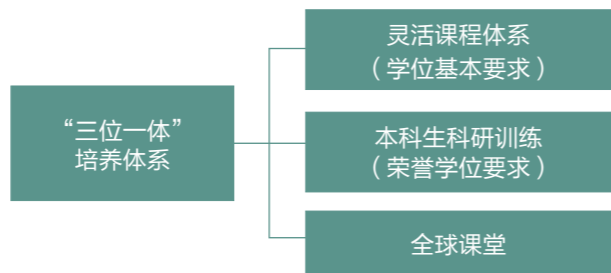 “三位一体”
培养体系
灵活课程体系
（学位基本要求）
本科生科研训练
（荣誉学位要求）
全球课堂